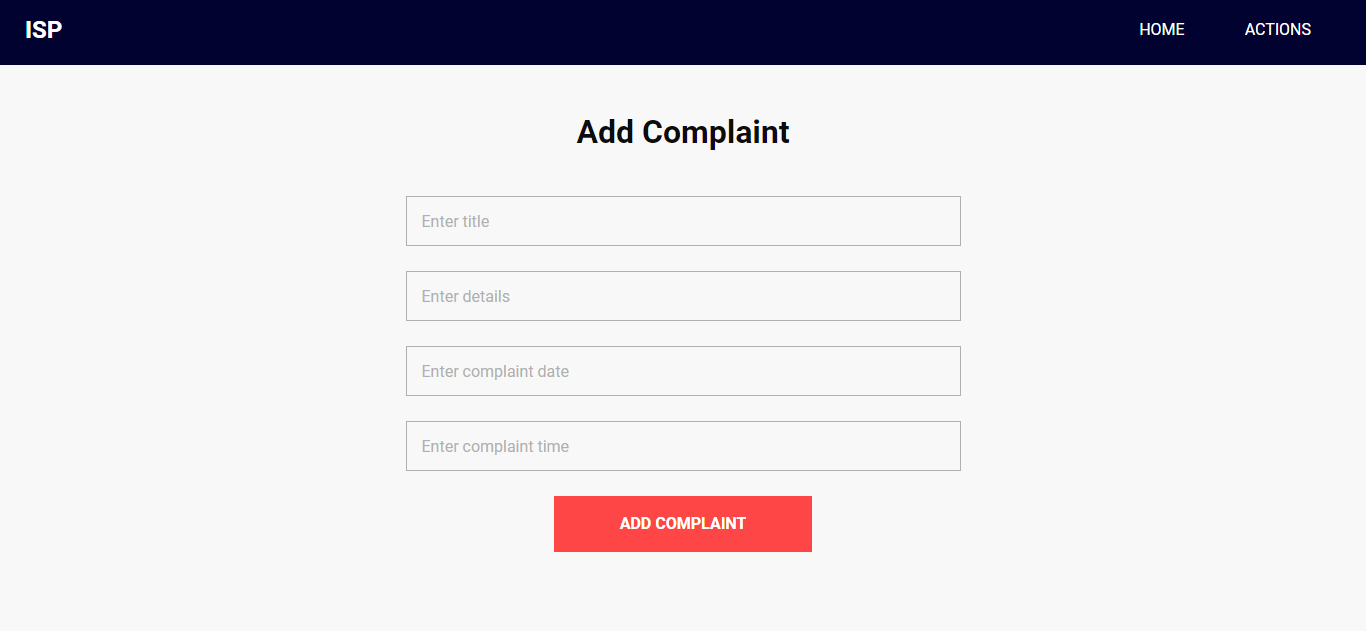 ISP
HOME
ACTIONS
Add Complaint
Enter title
Enter details
Enter complaint date
Enter complaint time
ADD COMPLAINT